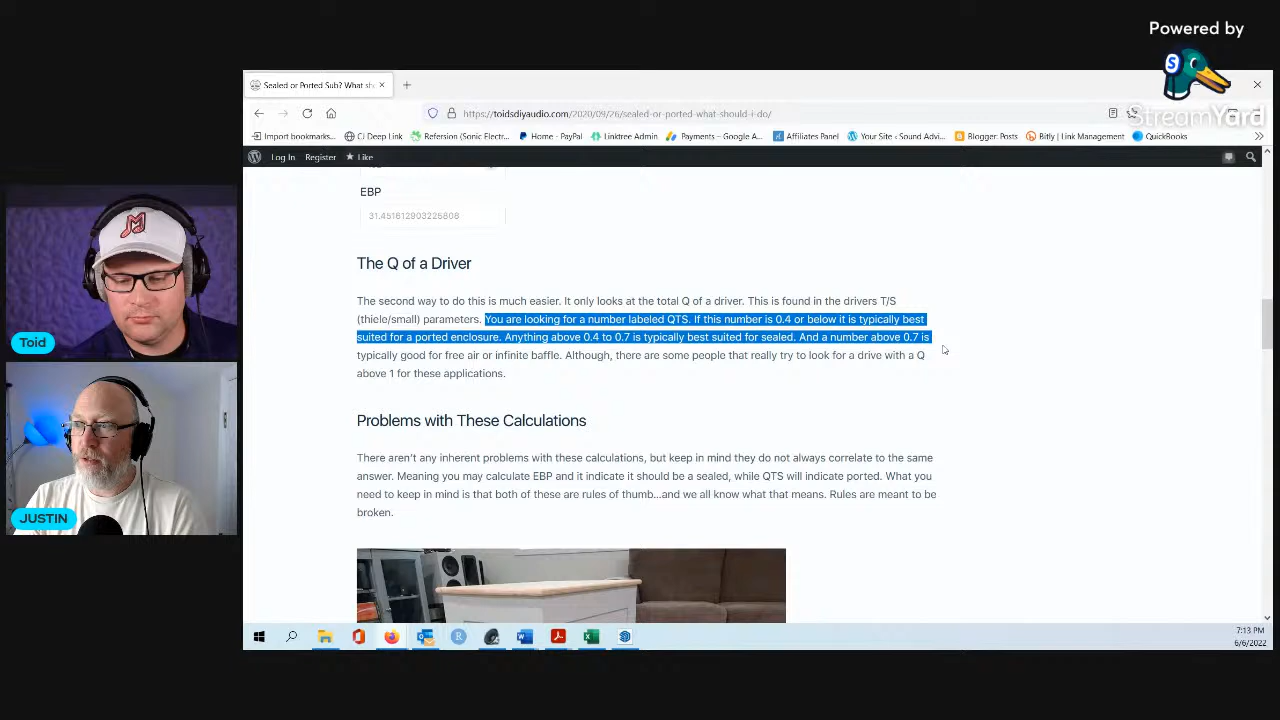 Powered by
StreamYard
Sealed or Ported Sub? What sho
https://toidsdiyaudio.com/2020/09/26/sealed-or-ported-what-should-i-do/
Import bookmarks...
CJ Deep Link
Refersion (Sonic Electr...
Home - PayPal
Linktree Admin
Payments – Google A...
Affiliates Panel
Your Site ‹ Sound Advi...
Blogger: Posts
Bitly | Link Management
QuickBooks
Log In
Register
Like
EBP
31.451612903225808
The Q of a Driver
The second way to do this is much easier. It only looks at the total Q of a driver. This is found in the drivers T/S
(thiele/small) parameters. You are looking for a number labeled QTS. If this number is 0.4 or below it is typically best
suited for a ported enclosure. Anything above 0.4 to 0.7 is typically best suited for sealed. And a number above 0.7 is
typically good for free air or infinite baffle. Although, there are some people that really try to look for a drive with a Q
above 1 for these applications.
Problems with These Calculations
There aren't any inherent problems with these calculations, but keep in mind they do not always correlate to the same
answer. Meaning you may calculate EBP and it indicate it should be sealed, while QTS will indicate ported. What you
need to keep in mind is that both of these are rules of thumb...and we all know what that means. Rules are meant to be
broken.
Toid
JUSTIN
7:13 PM
6/6/2022